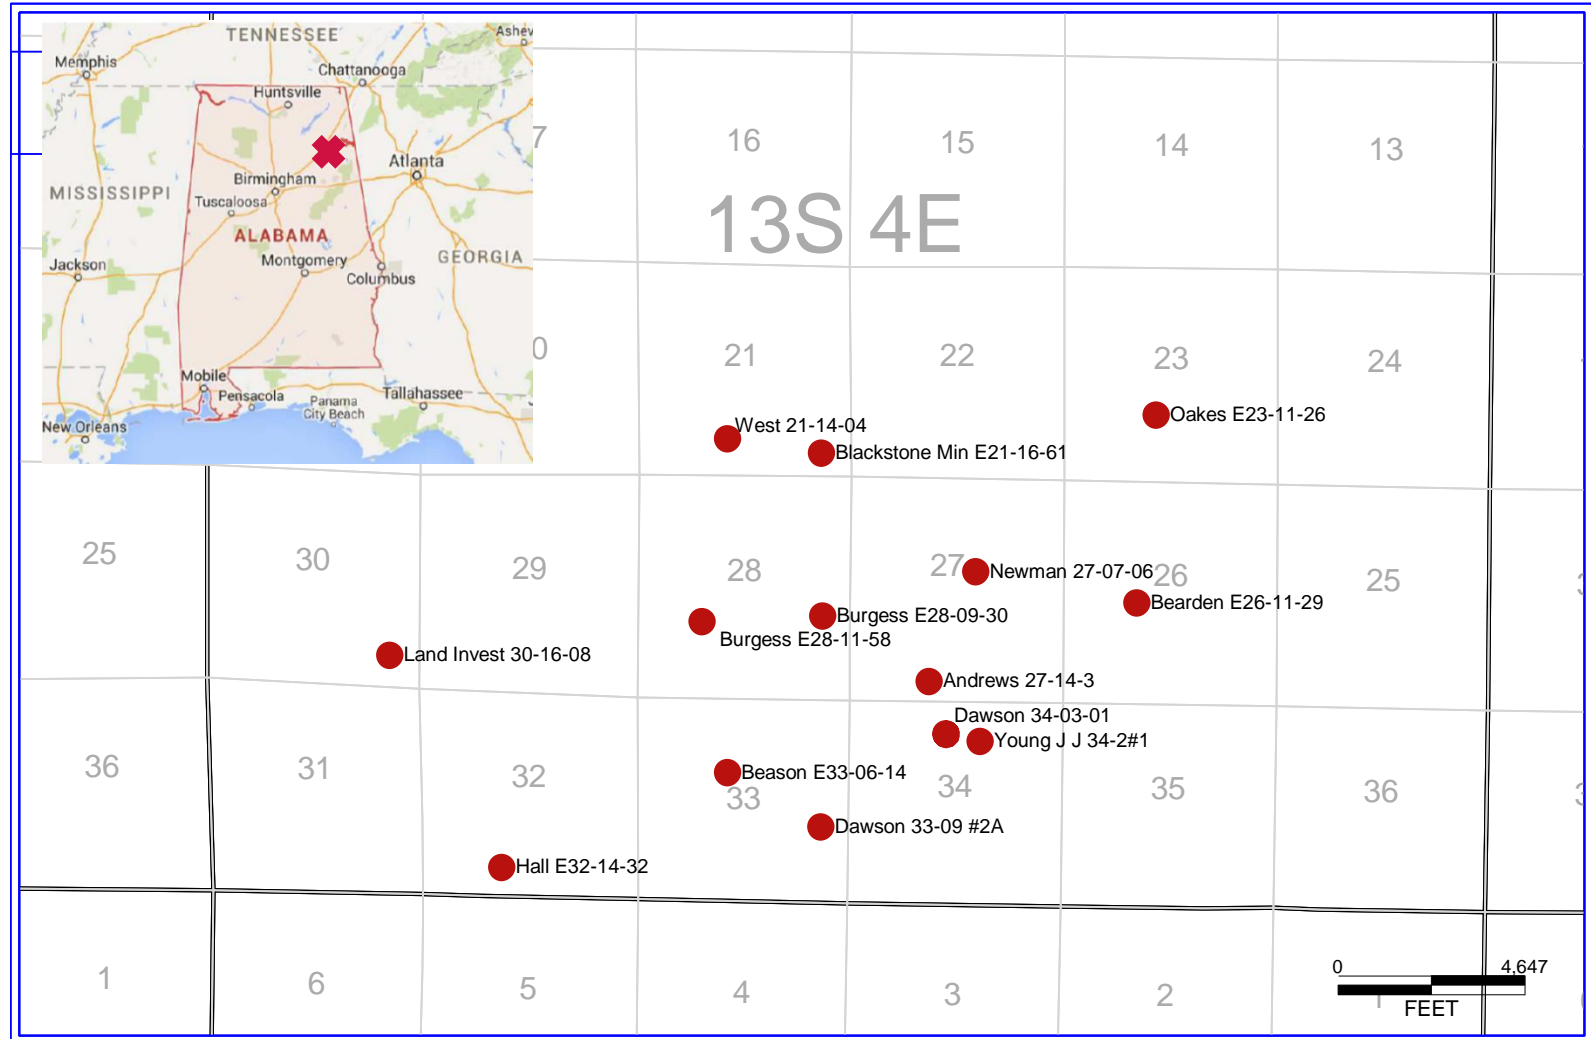 TENNESSEE
Ashev
Memphis
Chattanooga
Huntsville
Atlanta
Birmingham
MISSISSIPPI
Tuscaloosa
ALABAMA
GEORGIA
Montgomery
Jackson
Columbus
Mobile
Pensacola
Panama
City Beach
Tallahassee
New Orleans
7
16
15
14
13
13S 4E
0
21
22
23
24
West 21-14-04
Oakes E23-11-26
Blackstone Min E21-16-61
25
30
29
28
27
26
25
Newman 27-07-06
Bearden E26-11-29
Burgess E28-09-30
Burgess E28-11-58
Land Invest 30-16-08
Andrews 27-14-3
Dawson 34-03-01
Young J J 34-2#1
36
31
32
33
34
35
36
3
Beason E33-06-14
Dawson 33-09 #2A
Hall E32-14-32
1
6
5
4
3
2
1
0
4,647
FEET